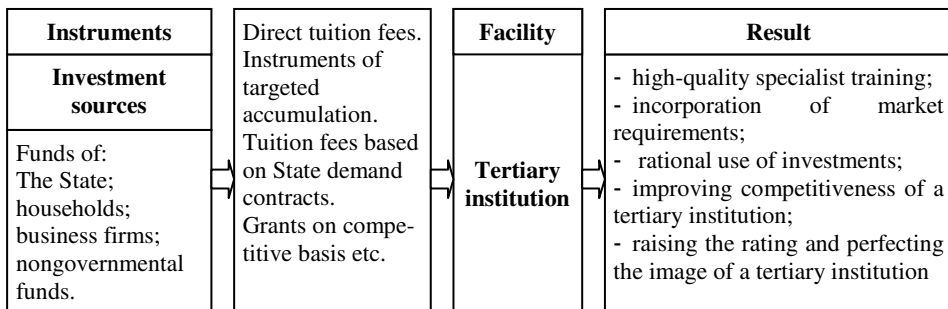 Instruments
Investment
sources
Funds of:
The State;
households;
business firms;
nongovernmental
funds.
Direct tuition fees.
Instruments of
targeted
accumulation.
Tuition fees based
on State demand
contracts.
Grants on compe-
titive basis etc.
Facility
Tertiary
institution
Result
- high-quality specialist training;
- incorporation of market
requirements;
- rational use of investments;
- improving competitiveness of a
tertiary institution;
- raising the rating and perfecting
the image of a tertiary institution